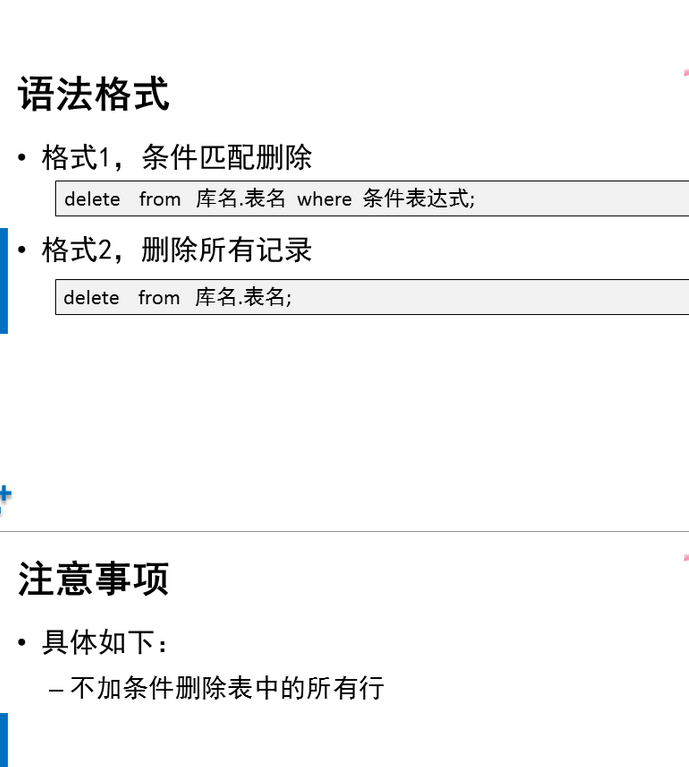 语法格式
• 格式1，条件匹配删除
delete from 库名.表名 where 条件表达式;
• 格式2，删除所有记录
delete from 库名.表名;
注意事项
• 具体如下：
– 不加条件删除表中的所有行